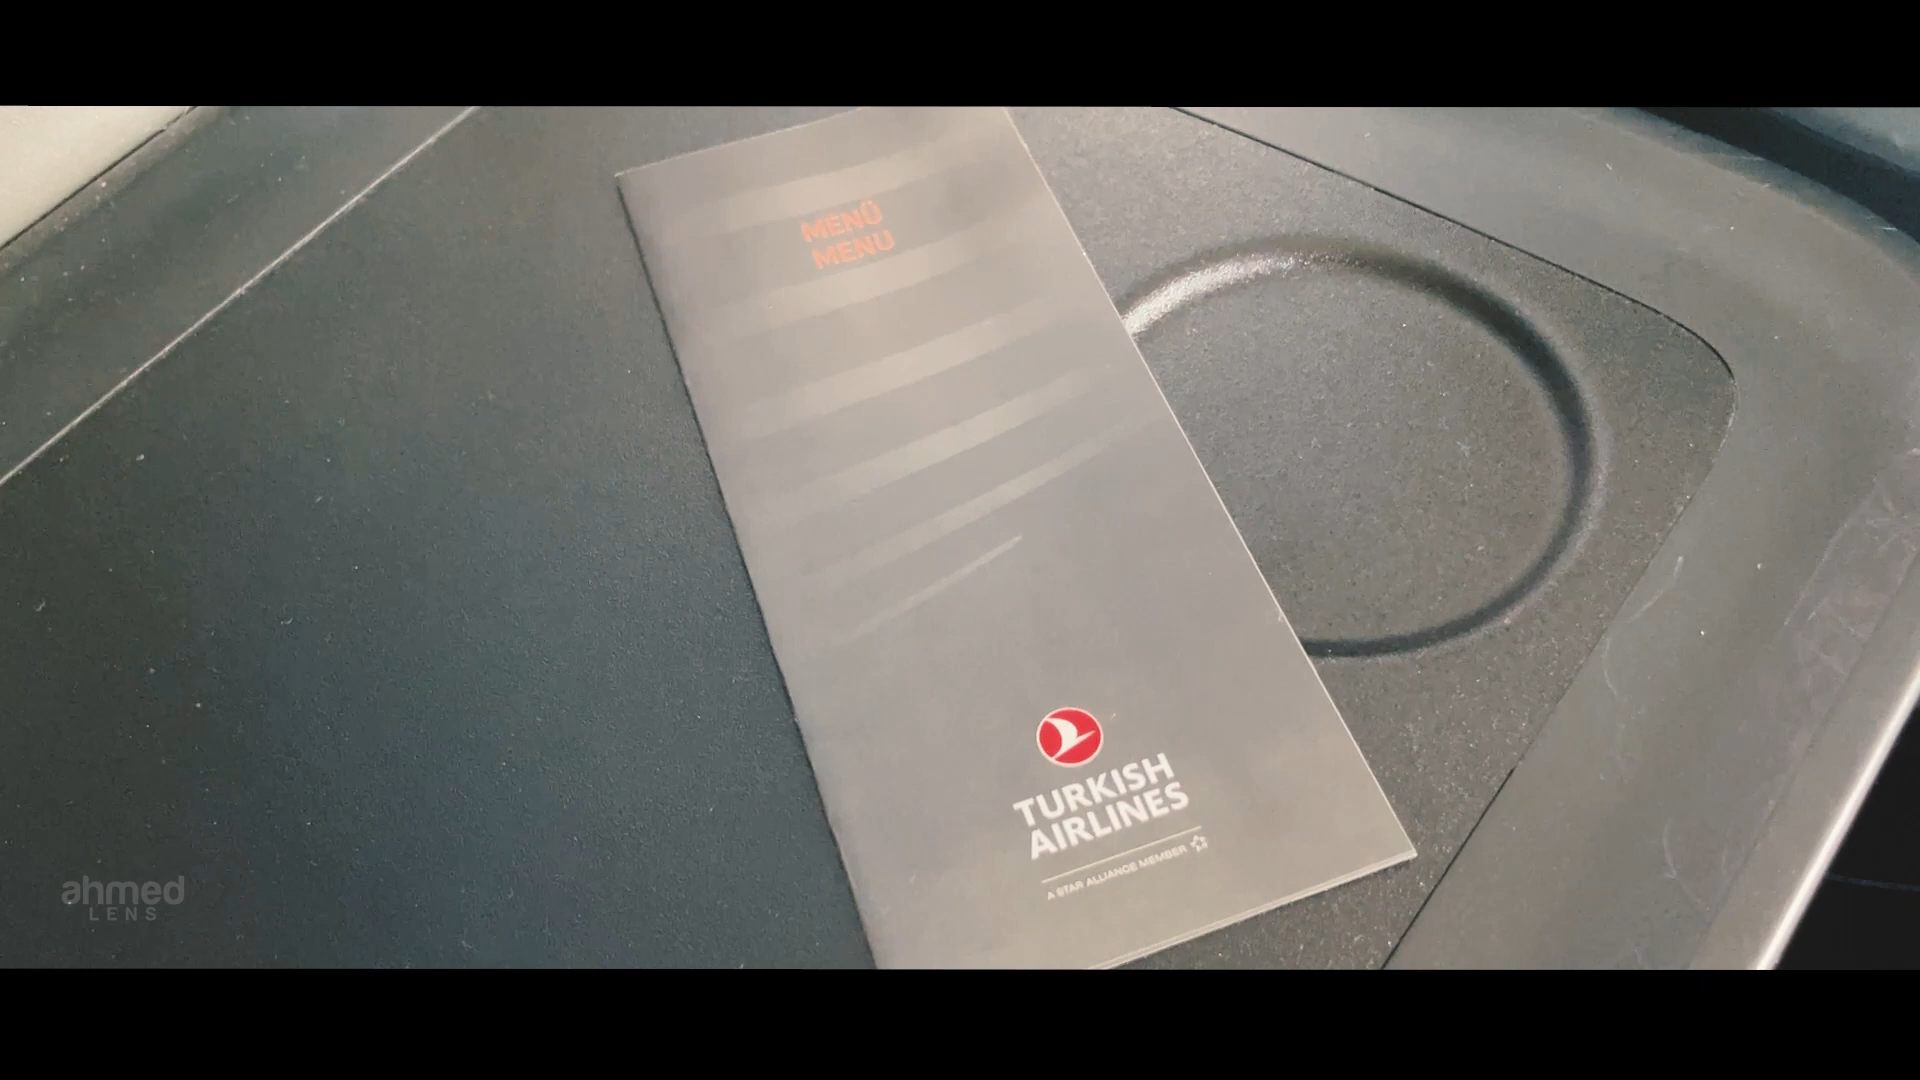 MENÜ
MENU
TURKISH
AIRLINES
A STAR ALLIANCE MEMBER
ahmed
LENS